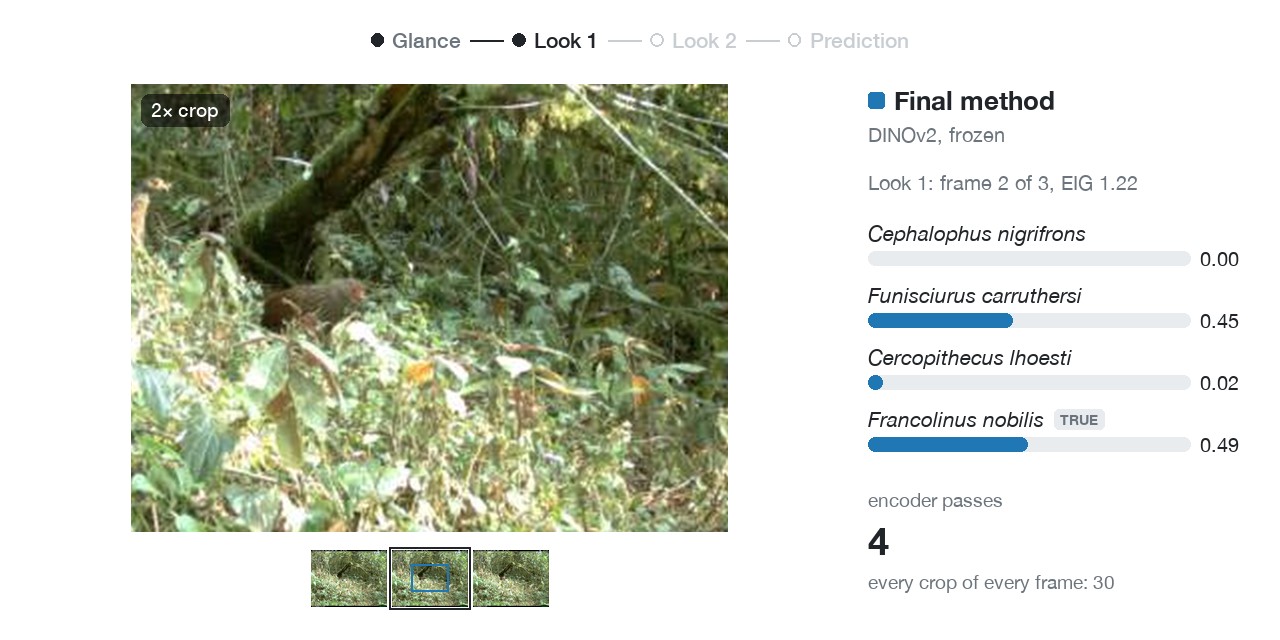 Glance
Look 1
Look 2
Prediction
2× crop
Final method
DINOv2, frozen
Look 1: frame 2 of 3, EIG 1.22
Cephalophus nigrifrons
0.00
Funisciurus carruthersi
0.45
Cercopithecus lhoesti
0.02
Francolinus nobilis TRUE
0.49
encoder passes
4
every crop of every frame: 30